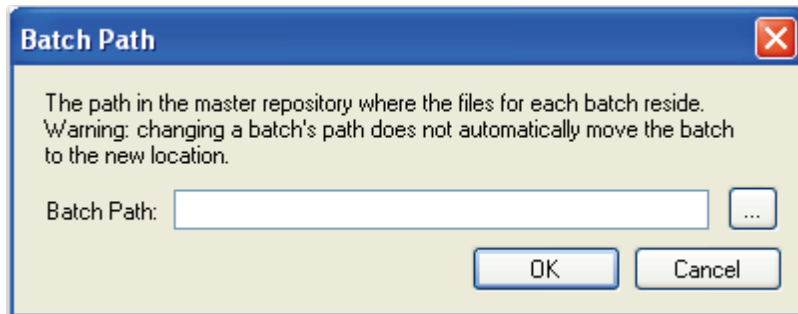 Batch Path
The path in the master repository where the files for each batch reside.
Warning: changing a batch's path does not automatically move the batch
to the new location.
Batch Path:
...
OK
Cancel